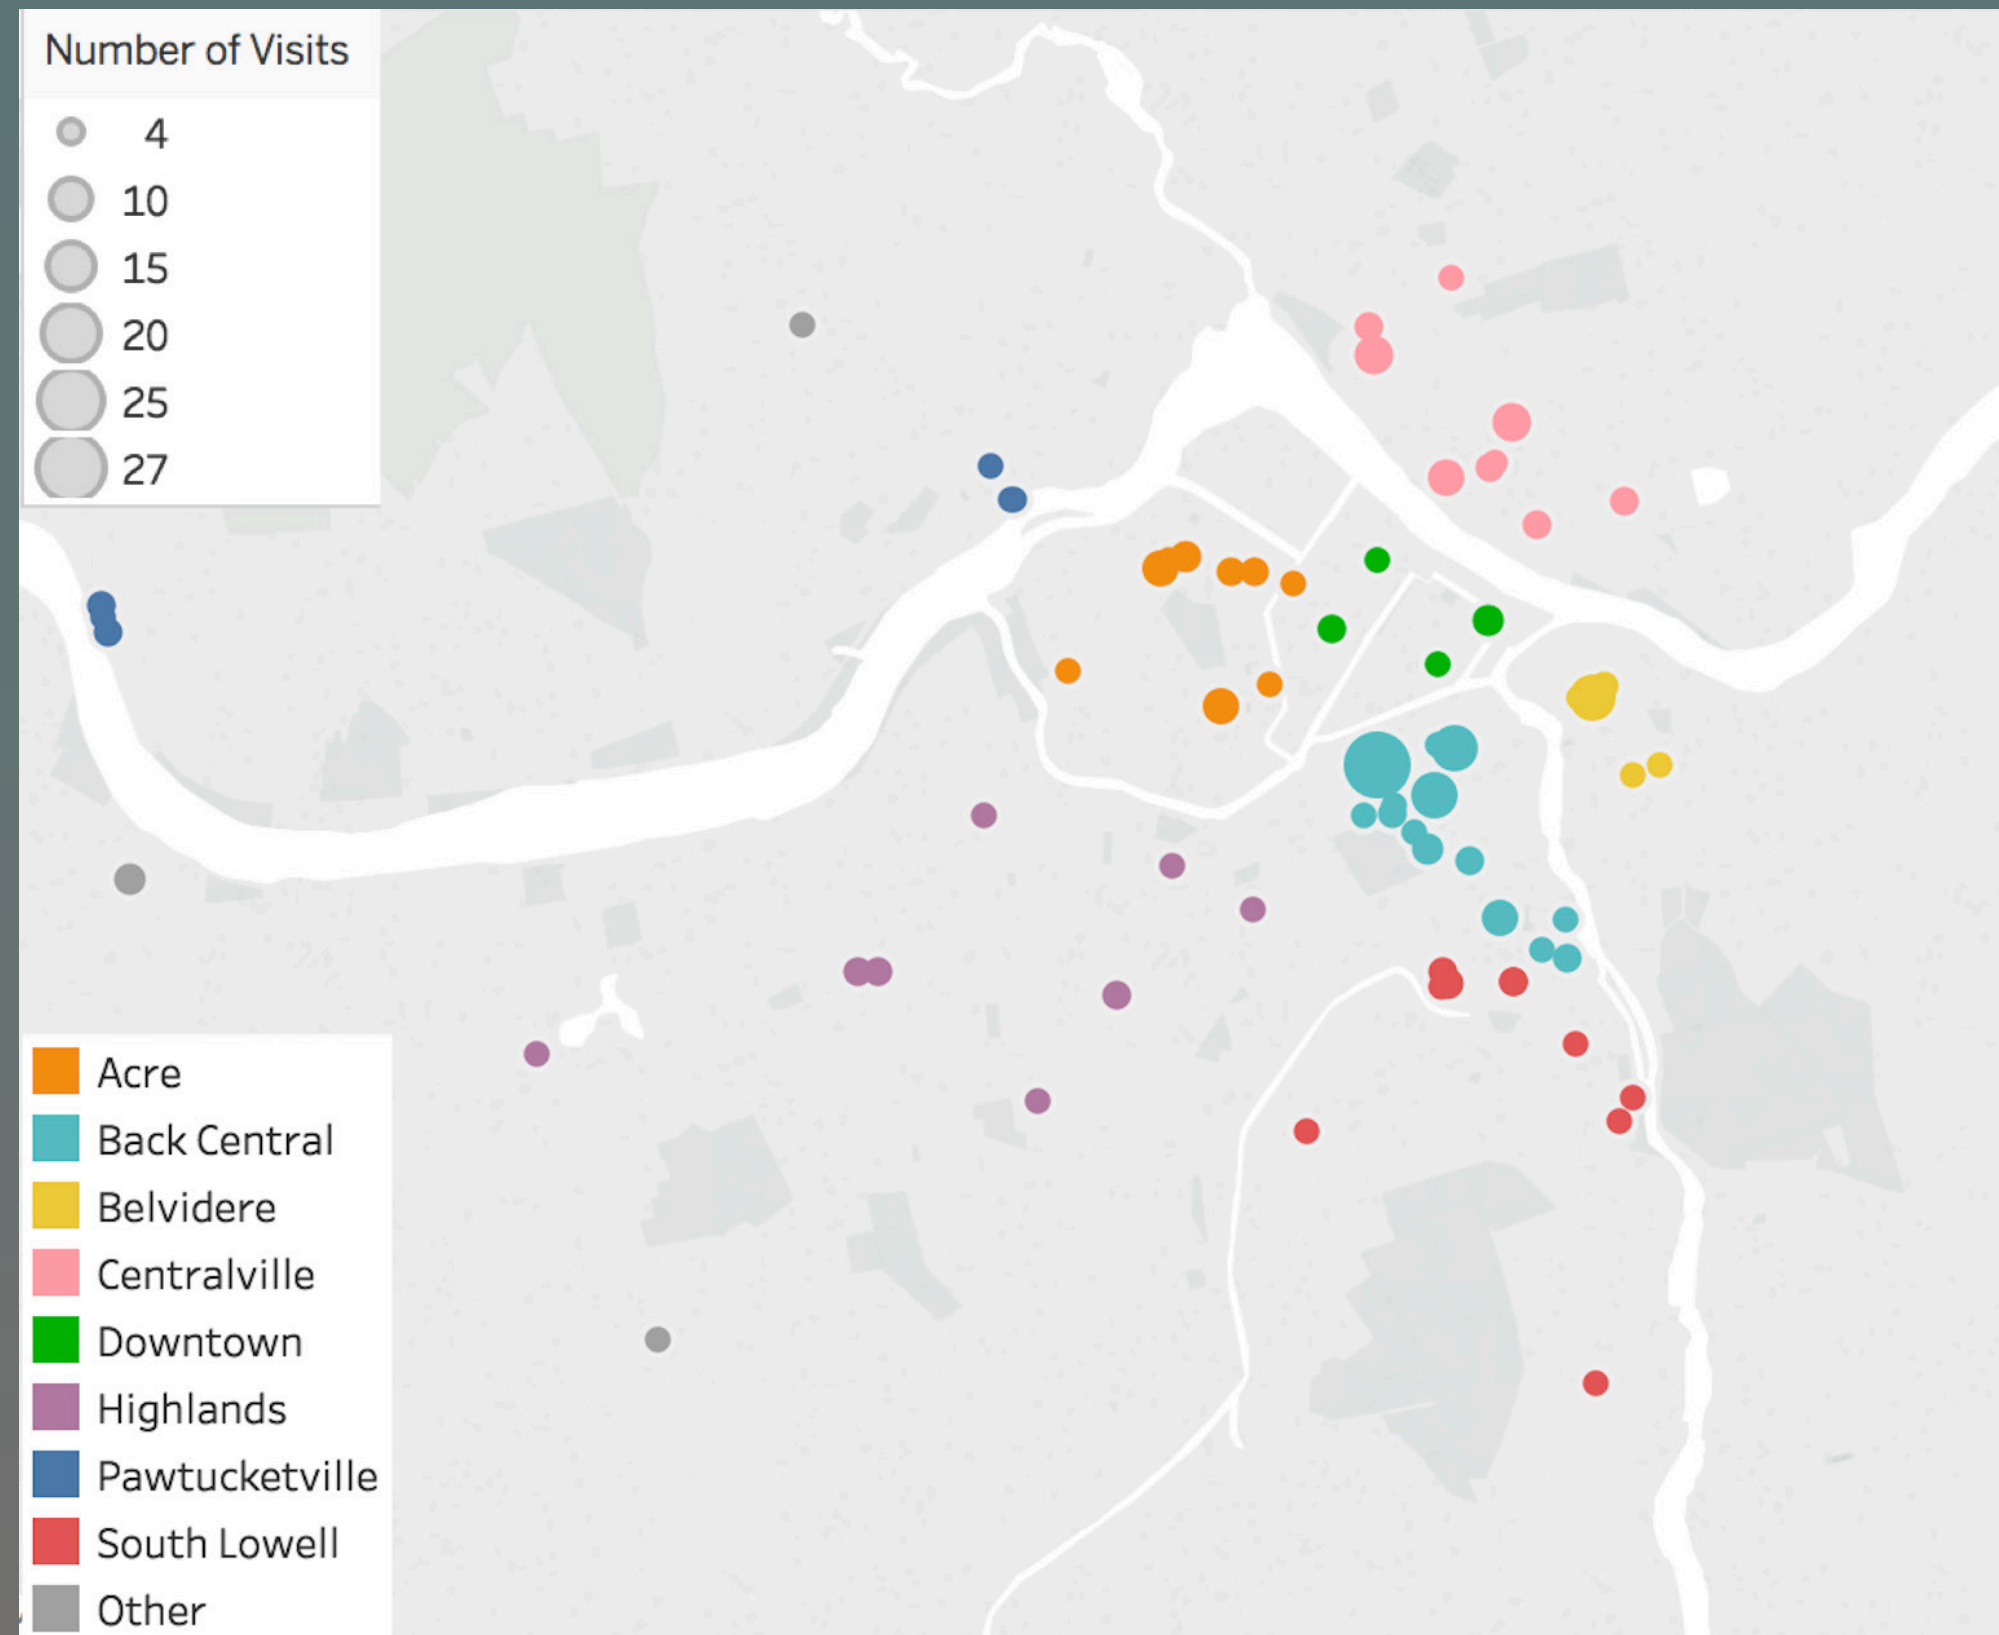 Number of Visits
4
10
15
20
25
27
Acre
Back Central
Belvidere
Centralville
Downtown
Highlands
Pawtucketville
South Lowell
Other